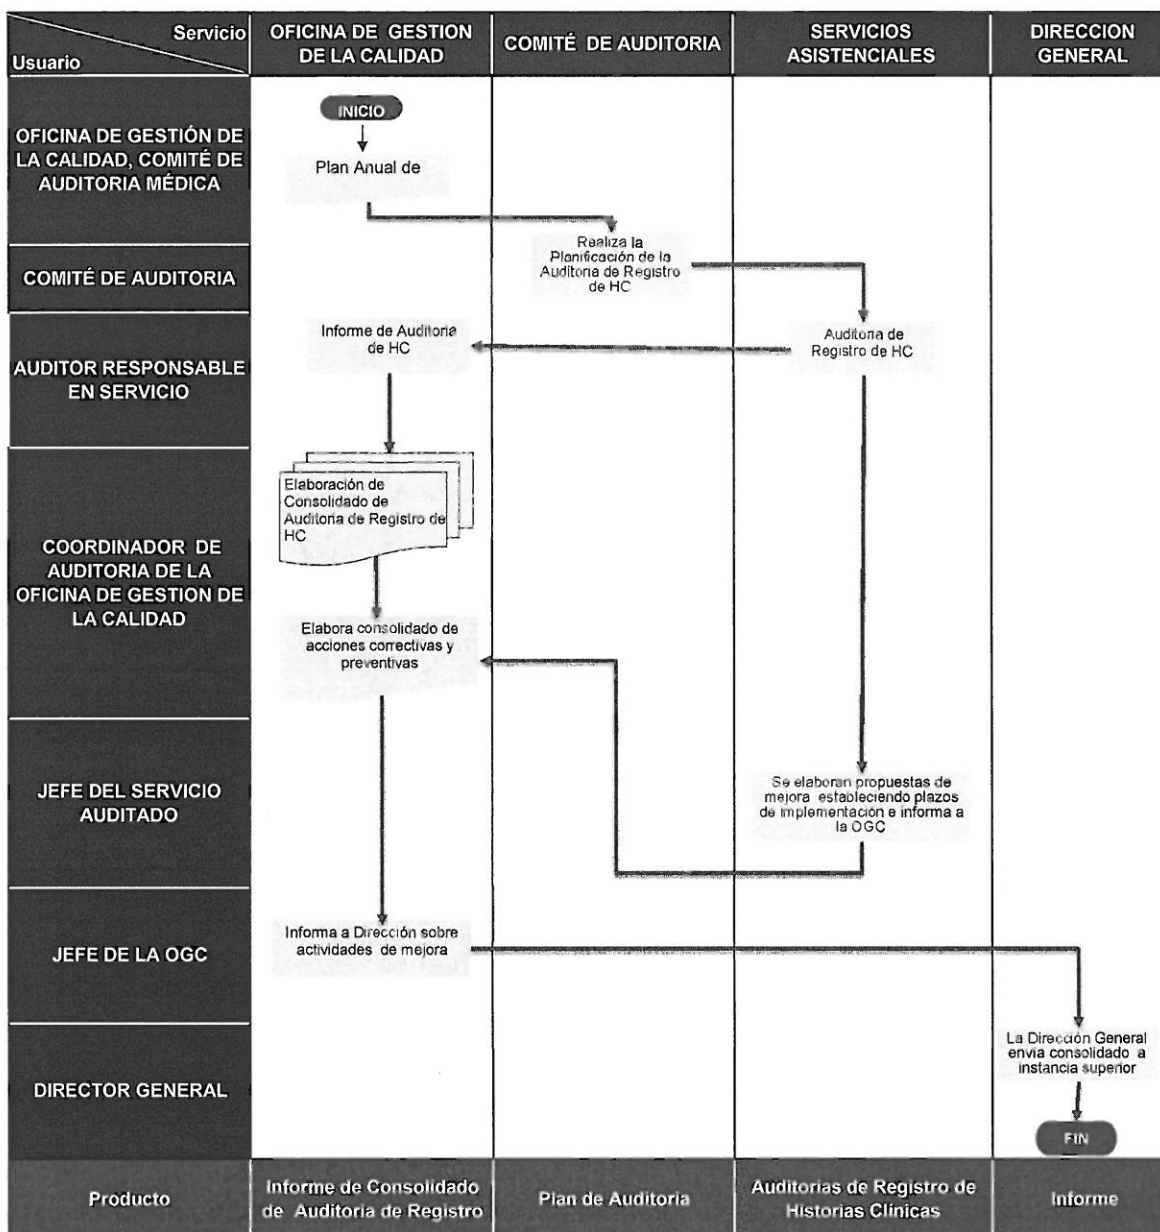 Servicio
Usuario
OFICINA DE GESTION
DE LA CALIDAD
COMITÉ DE AUDITORIA
SERVICIOS
ASISTENCIALES
DIRECCION
GENERAL
OFICINA DE GESTIÓN DE
LA CALIDAD, COMITÉ DE
AUDITORIA MÉDICA
INICIO
Plan Anual de
COMITÉ DE AUDITORIA
Realiza la
Planificación de la
Auditoria de Registro
de HC
AUDITOR RESPONSABLE
EN SERVICIO
Informe de Auditoria
de HC
Auditoria de
Registro de HC
COORDINADOR DE
AUDITORIA DE LA
OFICINA DE GESTION DE
LA CALIDAD
Elaboración de
Consolidado de
Auditoria de Registro de
HC
Elabora consolidado de
acciones correctivas y
preventivas
JEFE DEL SERVICIO
AUDITADO
Se elaboran propuestas de
mejora estableciendo plazos
de implementación e informa a
la OGC
JEFE DE LA OGC
Informa a Dirección sobre
actividades de mejora
DIRECTOR GENERAL
La Dirección General
envía consolidado a
instancia superior
FIN
Producto
Informe de Consolidado
de Auditoria de Registro
Plan de Auditoria
Auditorias de Registro de
Historias Clínicas
Informe